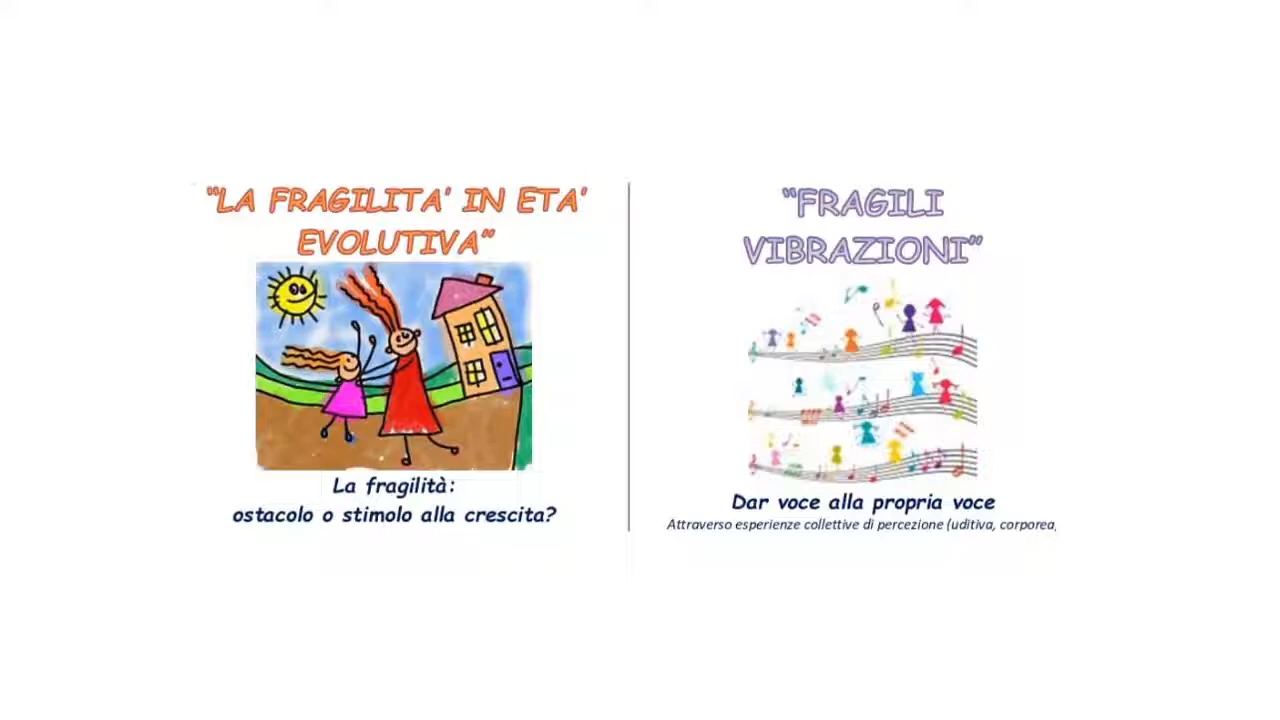 “LA FRAGILITA’ IN ETA’
EVOLUTIVA”
La fragilità:
ostacolo o stimolo alla crescita?
“FRAGILI
VIBRAZIONI”
Dar voce alla propria voce
Attraverso esperienze collettive di percezione (uditiva, corporea,